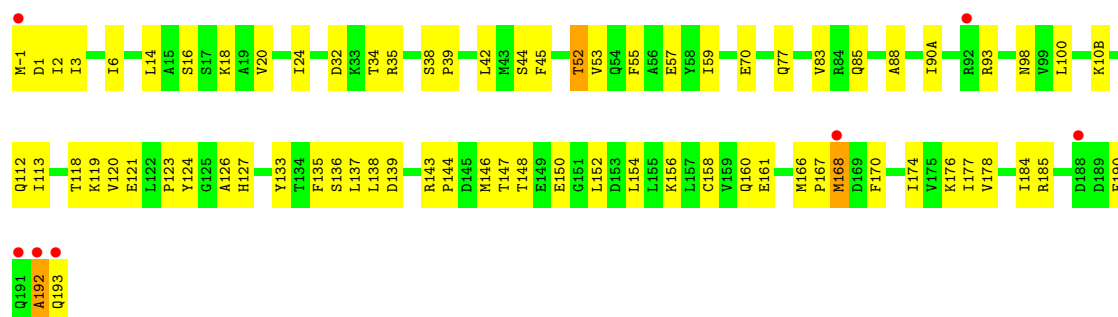 M-1 D1 I2 I3 I6 L14 A15 S16 S17 K18 A19 V20 I24 D32 K33 T34 R35 S38 P39 L42 M43 S44 F45 T52 V53 Q54 F55 A56 E57 Y58 I59 E70 Q77 V83 R84 Q85 A88 I90A R92 R93 N98 V99 L100 K10B
Q112 I113 T118 K119 V120 E121 L122 P123 Y124 G125 A126 H127 Y133 T134 F135 S136 L137 L138 D139 R143 P144 D145 M146 T147 T148 E149 E150 G151 L152 D153 L154 L155 K156 L157 C158 V159 Q160 E161 M166 P167 M168 D169 F170 I174 V175 K176 I177 V178 I184 R185 D188 D189
Q191 A192 Q193